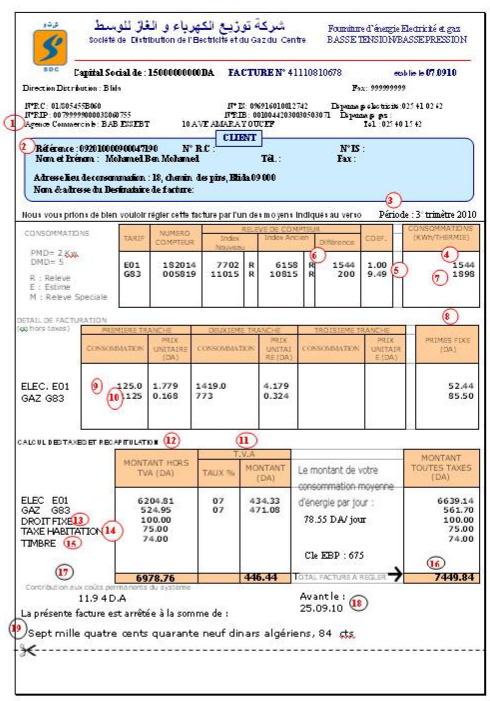 شركة توزيع الكهرباء و الغاز للوسط
Société de Distribution de l'Electricité et du Gaz du Centre
Fourniture d'énergie Electricité et gaz
BASSE TENSION/BASSE PRESSION
SDC
Capital Social de : 15000000000DA FACTURE N° 41110810678 établie le 07.09.10
Direction Distribution : Blida Fax: 99999999
N°R.C : 01/805455B060 N° IS: 096916010012742 Dépannage électricité: 025 41 02 42
N°RIP : 0079999900038060755 N°RIB : 001004420300305030 71 Dépannage gaz :
1 Agence Commerciale : BAB ESSEBT 10 AVE AMARA YOUCEF Tél : 025 40 15 42
CLIENT
2 Référence : 092010009000047190 N° R.C : N° IS :
Nom et Prénom : Mohamed Ben Mohamed Tél. : Fax :
Adresse lieu de consommation : 18, chemin des pins, Blida 09 000
Nom & adresse du Destinataire de facture:
3
Nous vous prions de bien vouloir régler cette facture par l'un des moyens indiqués au verso Période : 3° trimètre 2010
CONSOMMATIONS
TARIF NUMERO COMPTEUR RELEVE DE COMPTEUR COEF. CONSOMMATIONS (KWh/THERMIE)
Index Nouveau Index Ancien Différence
PMD= 2
DMD= 5
6 4
E01 182014 7702 R 6158 R 1544 1.00 1544
G83 005819 11015 R 10815 R 200 9.49 5 7 1898
R : Releve
E : Estime
M : Releve Speciale
DETAIL DE FACTURATION
(en hors taxes)
8
PREMIERE TRANCHE DEUXIEME TRANCHE TROISIEME TRANCHE PRIMES FIXE (DA)
CONSOMMATION PRIX UNITAIRE (DA) CONSOMMATION PRIX UNITAIRE (DA) CONSOMMATION PRIX UNITAIRE (DA)
ELEC. E01 9 125.0 1.779 1419.0 4.179 52.44
GAZ G83 10 1125 0.168 773 0.324 85.50
CALCUL DES TAXES ET RECAPITULATION 12 11
MONTANT HORS TVA (DA) T.V.A MONTANT TOUTES TAXES (DA)
TAUX % MONTANT (DA)
Le montant de votre
consommation moyenne
d'énergie par jour :
78.55 DA/ jour
Cle EBP : 675
ELEC E01 6204.81 07 434.33 6639.14
GAZ G83 524.95 07 471.08 561.70
DROIT FIXE 13 100.00 100.00
TAXE HABITATION 14 75.00 75.00
TIMBRE 15 74.00 74.00
17 16
6978.76 446.44 TOTAL FACTURE A REGLER 7449.84
Contribution aux coûts permanents du système
11.94 D.A
Avant le :
25.09.10 18
La présente facture est arrêtée à la somme de :
19 Sept mille quatre cents quarante neuf dinars algériens, 84 cts